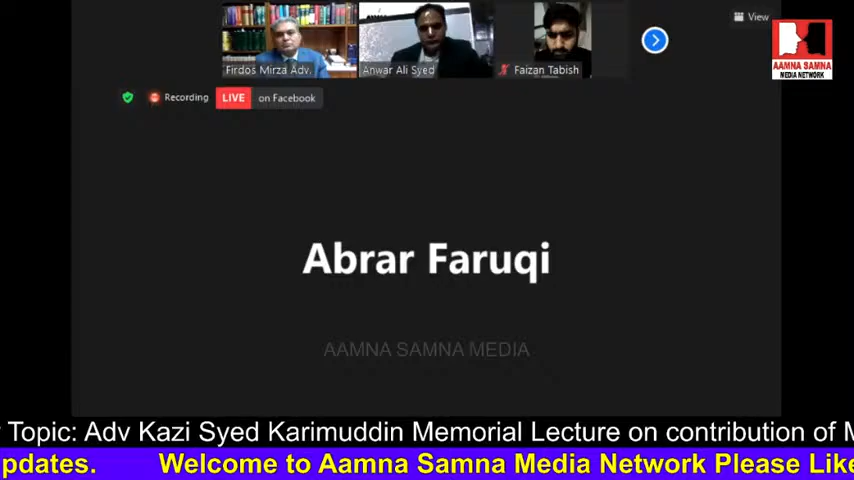 View
AAMNA SAMNA
MEDIA NETWORK
Firdos Mirza Adv.
Anwar Ali Syed
Faizan Tabish
Recording
LIVE
on Facebook
Abrar Faruqi
AAMNA SAMNA MEDIA
Topic: Adv Kazi Syed Karimuddin Memorial Lecture on contribution of M
pdates. Welcome to Aamna Samna Media Network Please Like